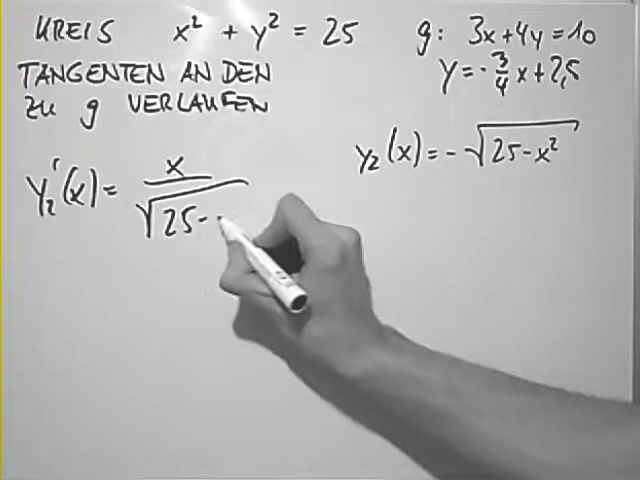 KREIS x² + y² = 25 g: 3x+4y=10
TANGENTEN AN DEN y=-3/4 x+2,5
ZU g VERLAUFEN
y₂(x)=-√25-x²
y₂'(x)= x/√25-